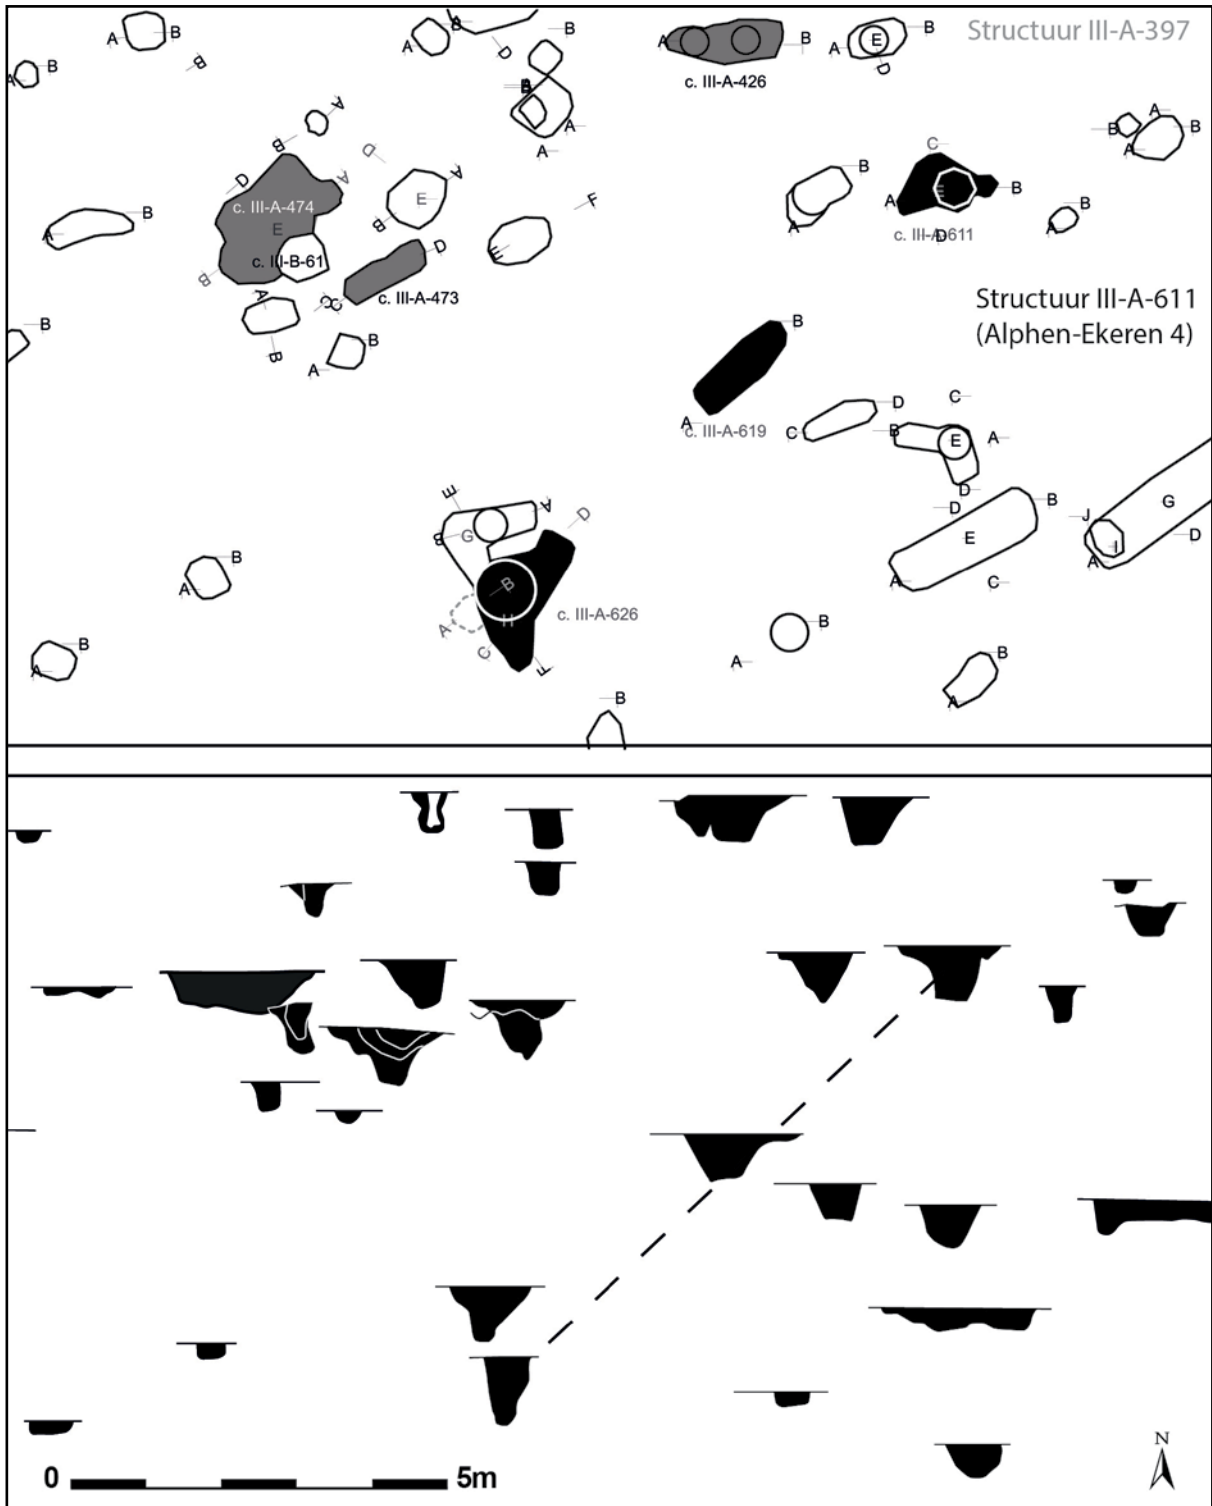 Structuur III-A-397
A
B
B
A
B
A
B
D
B
A
B
A
B
E
D
c. III-A-426
A
B
B
A
A
A
B
B
A
B
D
D
A
c. III-A-474
E
c. III-B-61
B
E
A
B
F
E
D
C
c. III-A-473
A
B
C
B
A
B
E
D
c. III-A-611
B
A
A
B
A
B
B
A
Structuur III-A-611
(Alphen-Ekeren 4)
B
A
c. III-A-619
C
D
C
B
E
A
D
D
B
E
A
C
J
G
I
D
A
E
A
B
G
D
B
H
c. III-A-626
A
C
F
B
A
B
A
B
A
B
A
B
0 5m
N